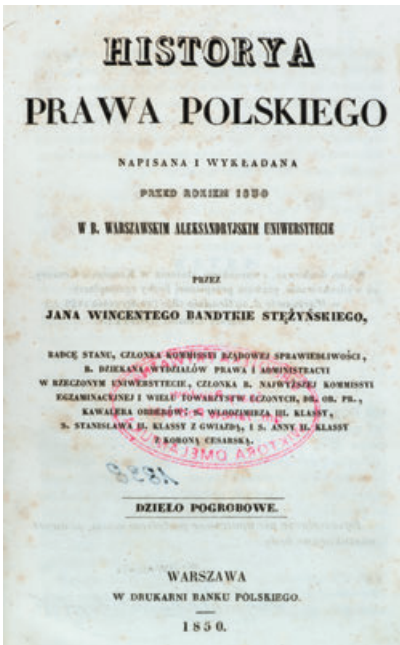 HISTORYA
PRAWA POLSKIEGO
NAPISANA I WYKŁADANA
PRZED ROKIEM 1830
W B. WARSZAWSKIM ALEKSANDRYJSKIM UNIWERSYTECIE
PRZEZ
JANA WINCENTEGO BANDTKIE STĘŻYŃSKIEGO,
RADCĘ STANU, CZŁONKA KOMMISSYI RZĄDOWEJ SPRAWIEDLIWOŚCI,
B. DZIEKANA WYDZIAŁÓW PRAWA I ADMINISTRACYI
W RZECZONYM UNIWERSYTECIE, CZŁONKA B. NAJWYŻSZEJ KOMMISSYI
EGZAMINACYJNEJ I WIELU TOWARZYSTW UCZONYCH, DR. OB. PR.,
KAWALERA ORDERÓW: S. WŁODZIMIERZA III. KLASSY,
S. STANISŁAWA II. KLASSY Z GWIAZDĄ, I S. ANNY II. KLASSY
Z KORONĄ CESARSKĄ.
DZIEŁO POGROBOWE.
WARSZAWA
W DRUKARNI BANKU POLSKIEGO.
1850.